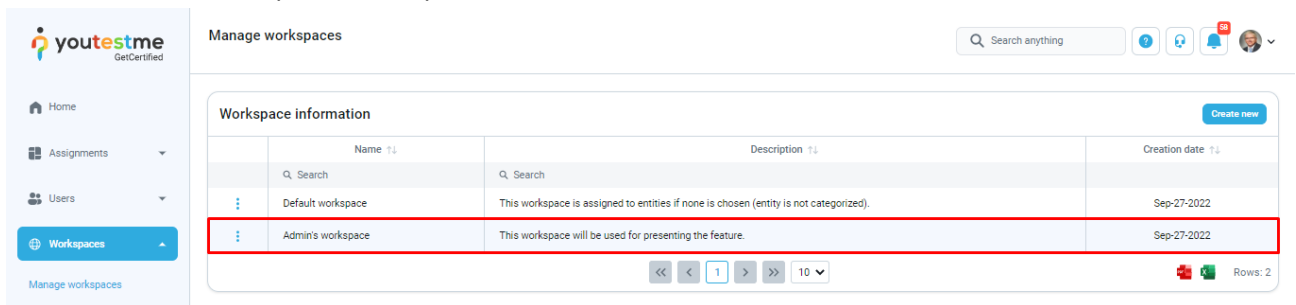 youtestme
GetCertified
Manage workspaces
Search anything
?
58
Home
Workspace information
Create new
Assignments
Name
Description
Creation date
Search
Search
Users
Default workspace
This workspace is assigned to entities if none is chosen (entity is not categorized).
Sep-27-2022
Workspaces
Admin's workspace
This workspace will be used for presenting the feature.
Sep-27-2022
Manage workspaces
<< < 1 > >> 10
Rows: 2